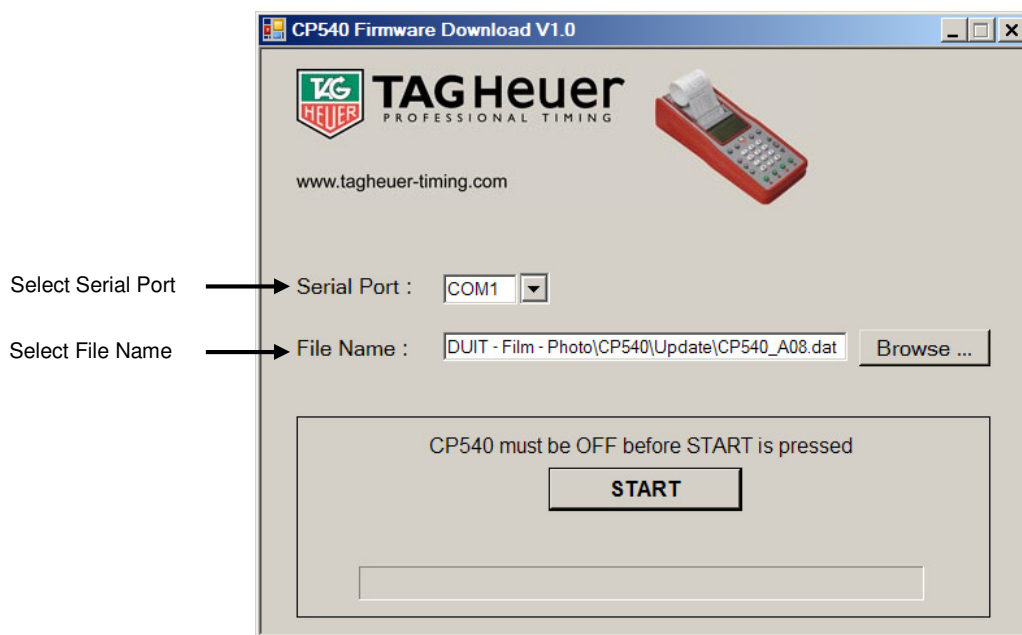 CP540 Firmware Download V1.0
TAG
HEUER
TAG Heuer
PROFESSIONAL TIMING
www.tagheuer-timing.com
Select Serial Port
Serial Port :
COM1
Select File Name
File Name :
DUIT - Film - Photo\CP540\Update\CP540_A08.dat
Browse ...
CP540 must be OFF before START is pressed
START